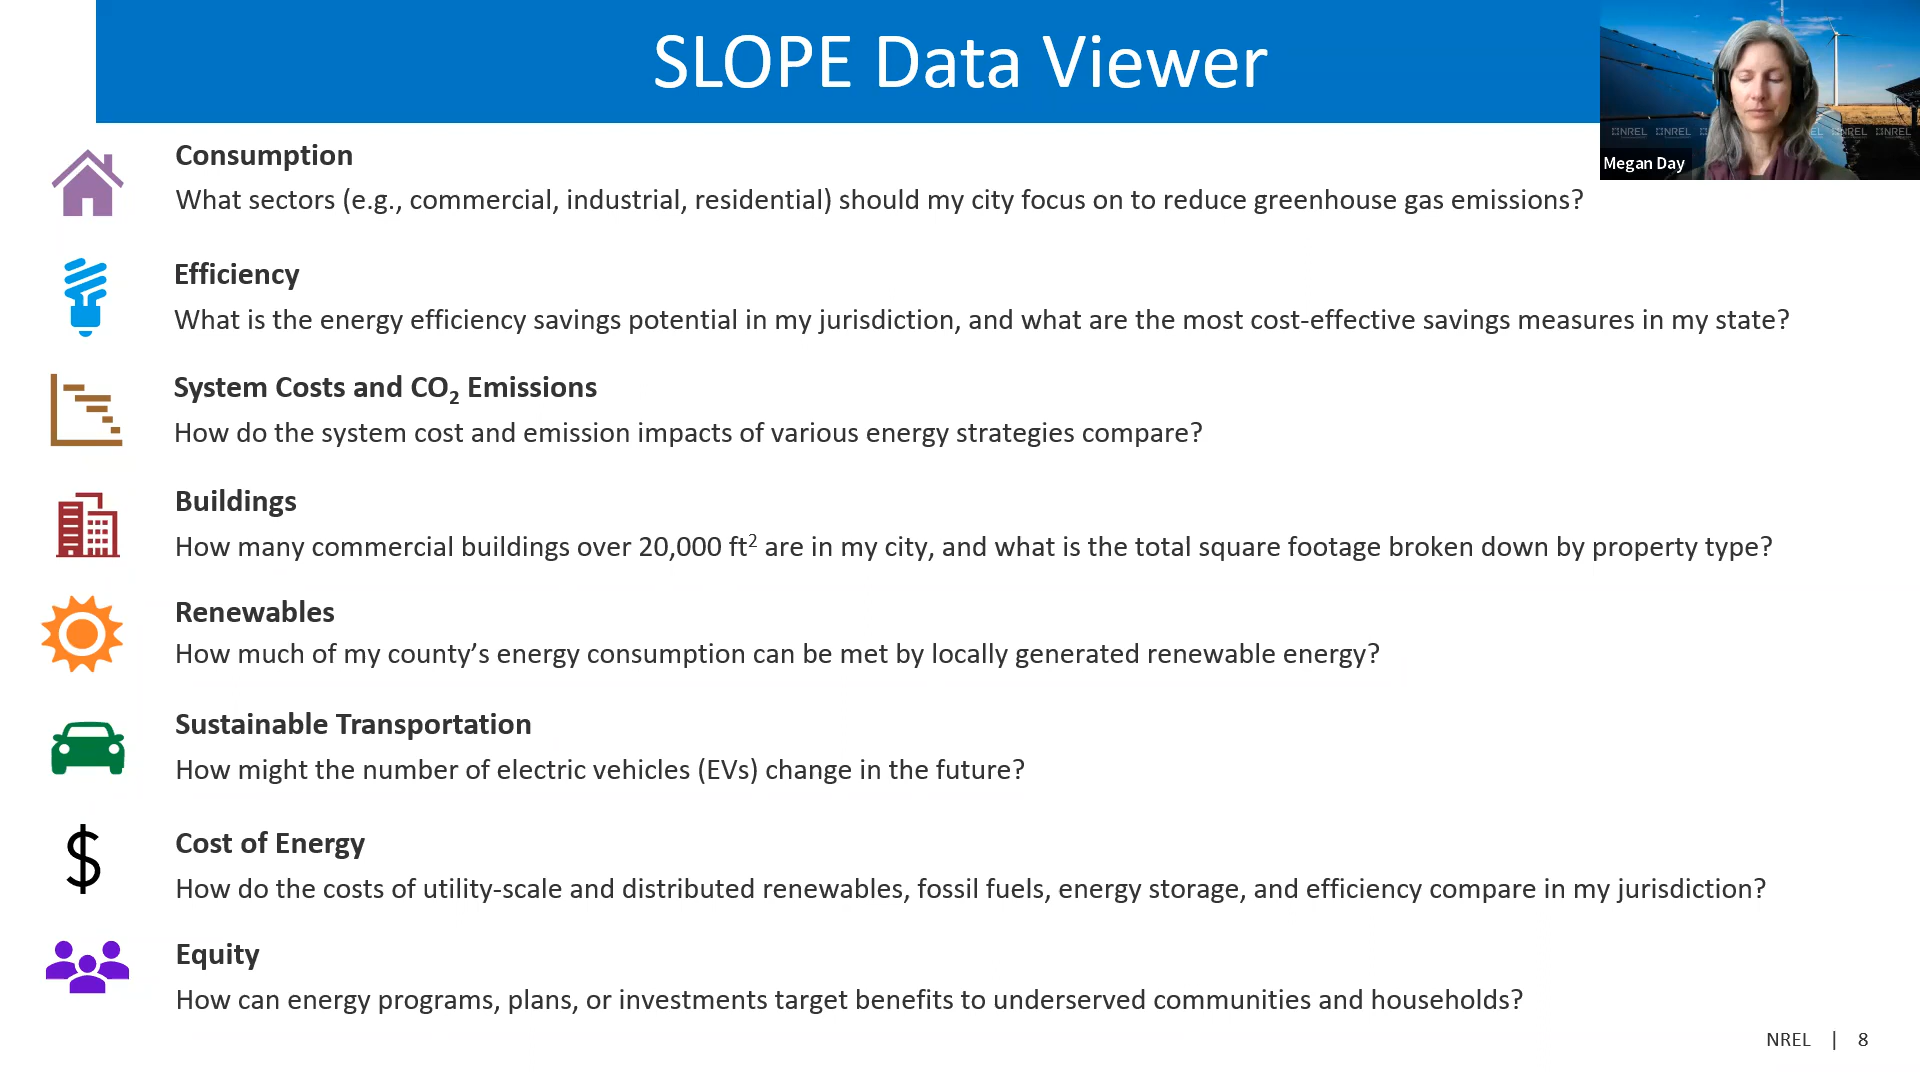 SLOPE Data Viewer
NREL NREL EL NREL NREL
Megan Day
Consumption
What sectors (e.g., commercial, industrial, residential) should my city focus on to reduce greenhouse gas emissions?
Efficiency
What is the energy efficiency savings potential in my jurisdiction, and what are the most cost-effective savings measures in my state?
System Costs and CO₂ Emissions
How do the system cost and emission impacts of various energy strategies compare?
Buildings
How many commercial buildings over 20,000 ft² are in my city, and what is the total square footage broken down by property type?
Renewables
How much of my county’s energy consumption can be met by locally generated renewable energy?
Sustainable Transportation
How might the number of electric vehicles (EVs) change in the future?
$
Cost of Energy
How do the costs of utility-scale and distributed renewables, fossil fuels, energy storage, and efficiency compare in my jurisdiction?
Equity
How can energy programs, plans, or investments target benefits to underserved communities and households?
NREL | 8